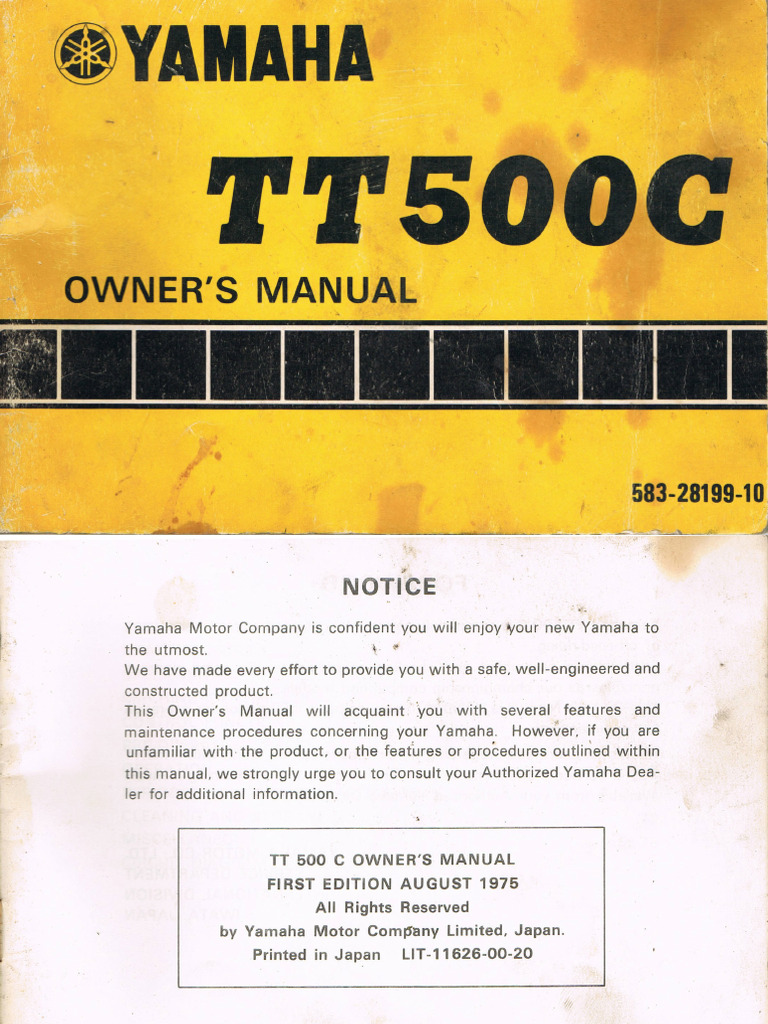 YAMAHA
TT500C
OWNER'S MANUAL
583-28199-10
NOTICE
Yamaha Motor Company is confident you will enjoy your new Yamaha to
the utmost.
We have made every effort to provide you with a safe, well-engineered and
constructed product.
This Owner's Manual will acquaint you with several features and
maintenance procedures concerning your Yamaha. However, if you are
unfamiliar with the product, or the features or procedures outlined within
this manual, we strongly urge you to consult your Authorized Yamaha Dea-
ler for additional information.
TT 500 C OWNER'S MANUAL
FIRST EDITION AUGUST 1975
All Rights Reserved
by Yamaha Motor Company Limited, Japan.
Printed in Japan LIT-11626-00-20